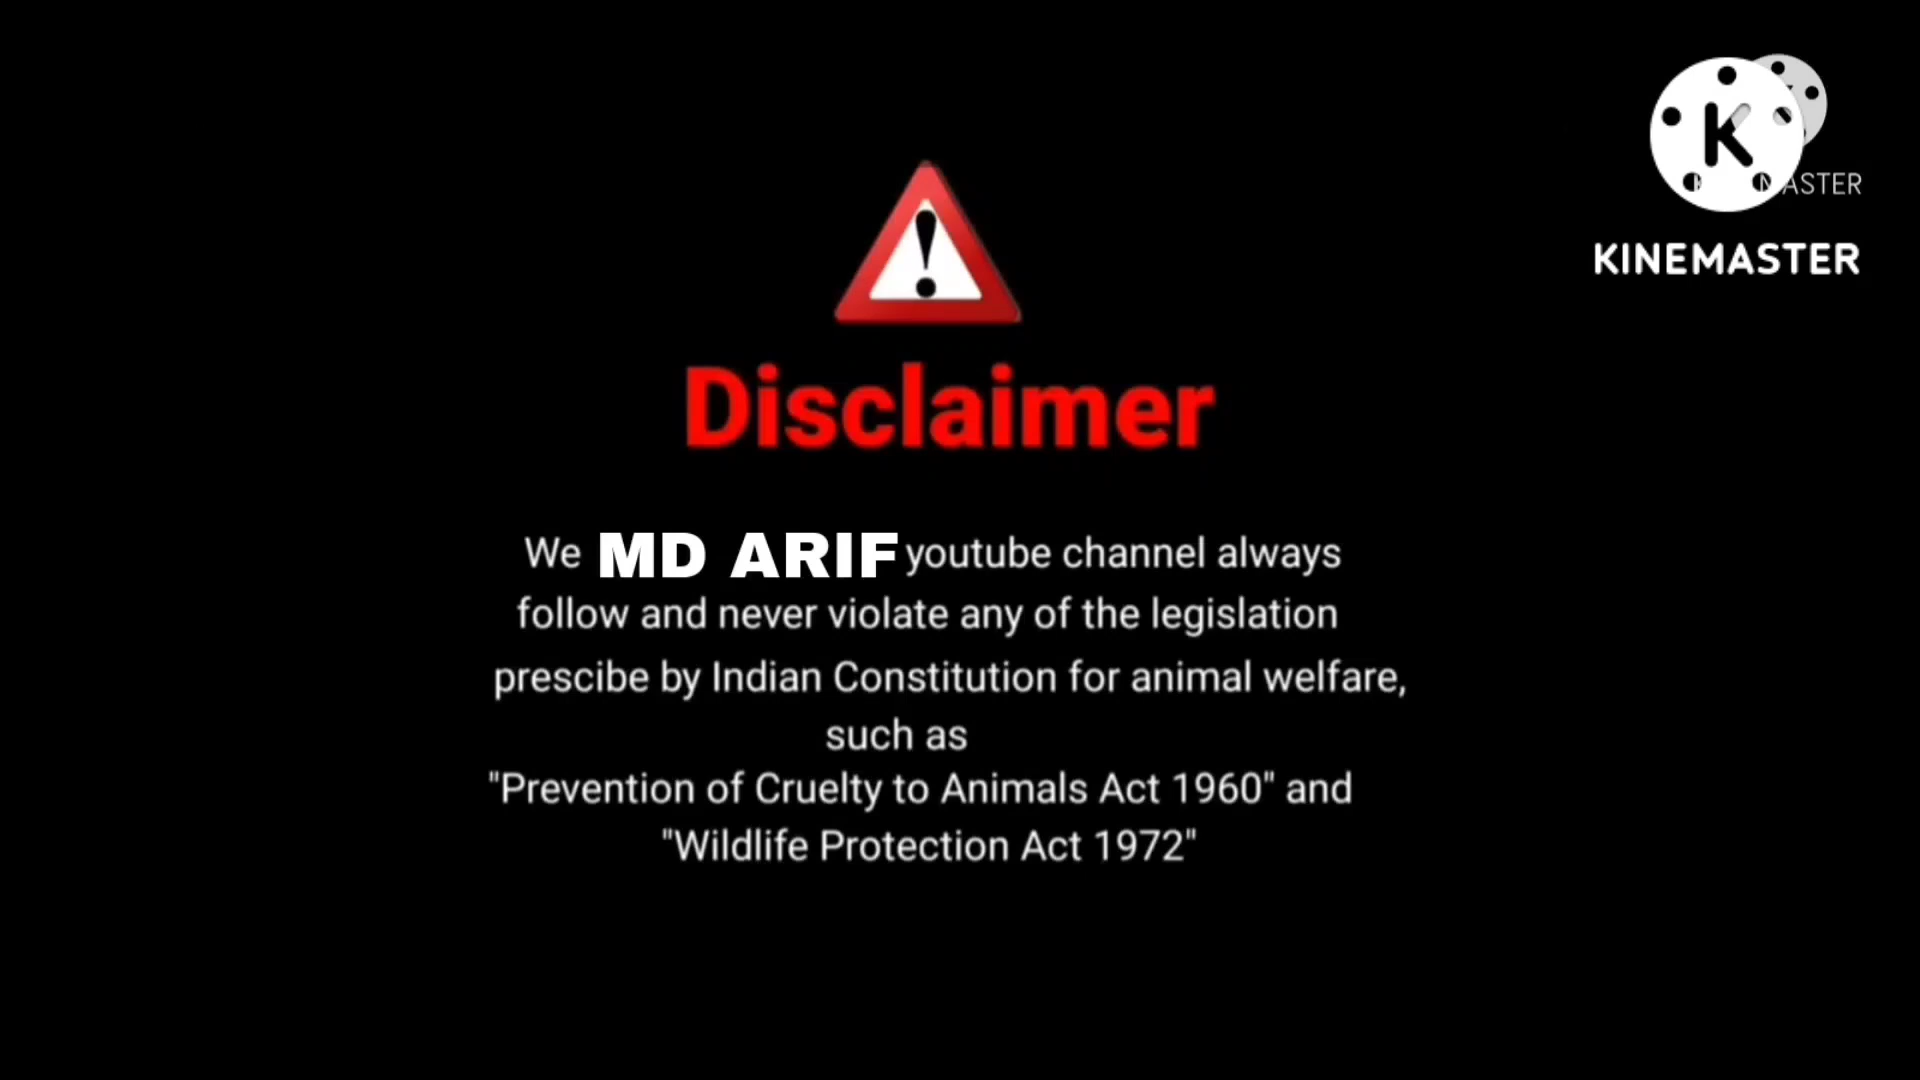 K
MASTER
KINEMASTER
Disclaimer
We MD ARIF youtube channel always
follow and never violate any of the legislation
prescibe by Indian Constitution for animal welfare,
such as
"Prevention of Cruelty to Animals Act 1960" and
"Wildlife Protection Act 1972"